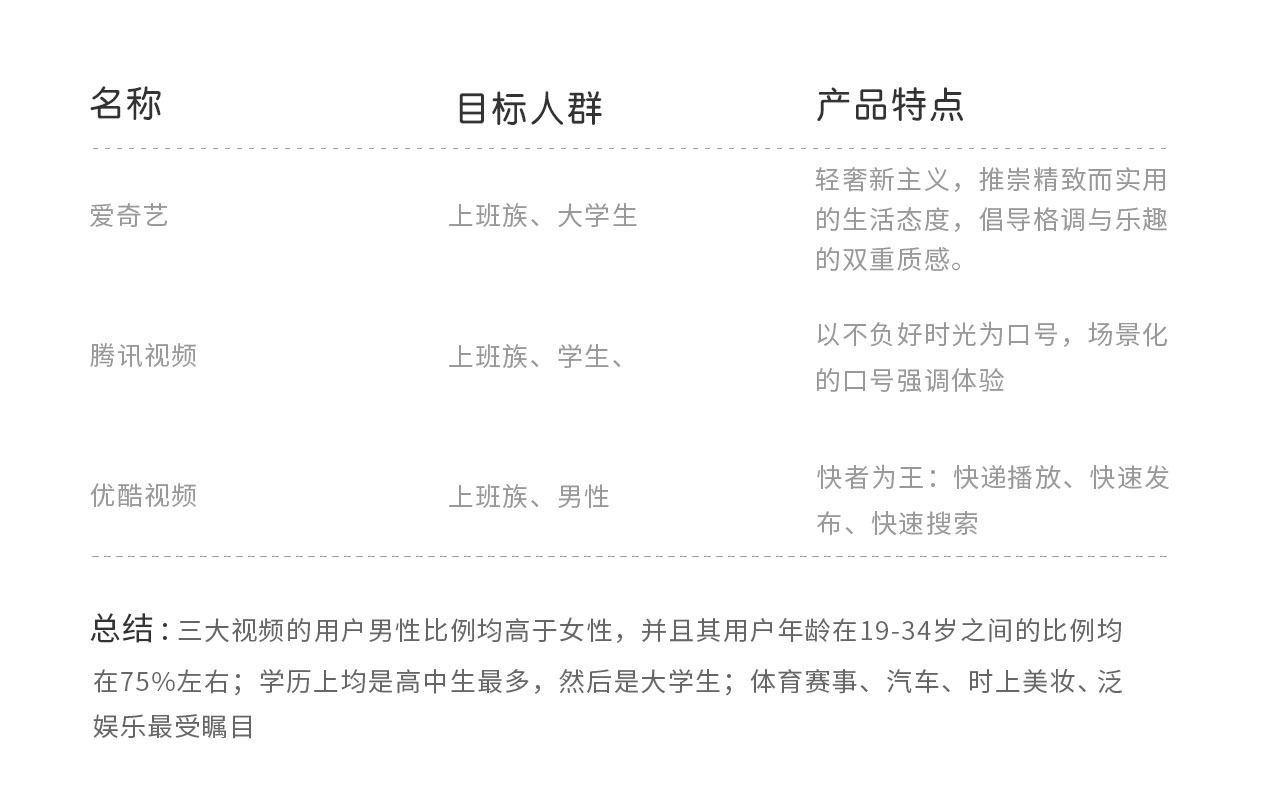 名称 目标人群 产品特点
爱奇艺 上班族、大学生 轻奢新主义，推崇精致而实用
的生活态度，倡导格调与乐趣
的双重质感。
腾讯视频 上班族、学生、 以不负好时光为口号，场景化
的口号强调体验
优酷视频 上班族、男性 快者为王：快递播放、快速发
布、快速搜索
总结：三大视频的用户男性比例均高于女性，并且其用户年龄在19-34岁之间的比例均
在75%左右；学历上均是高中生最多，然后是大学生；体育赛事、汽车、时上美妆、泛
娱乐最受瞩目